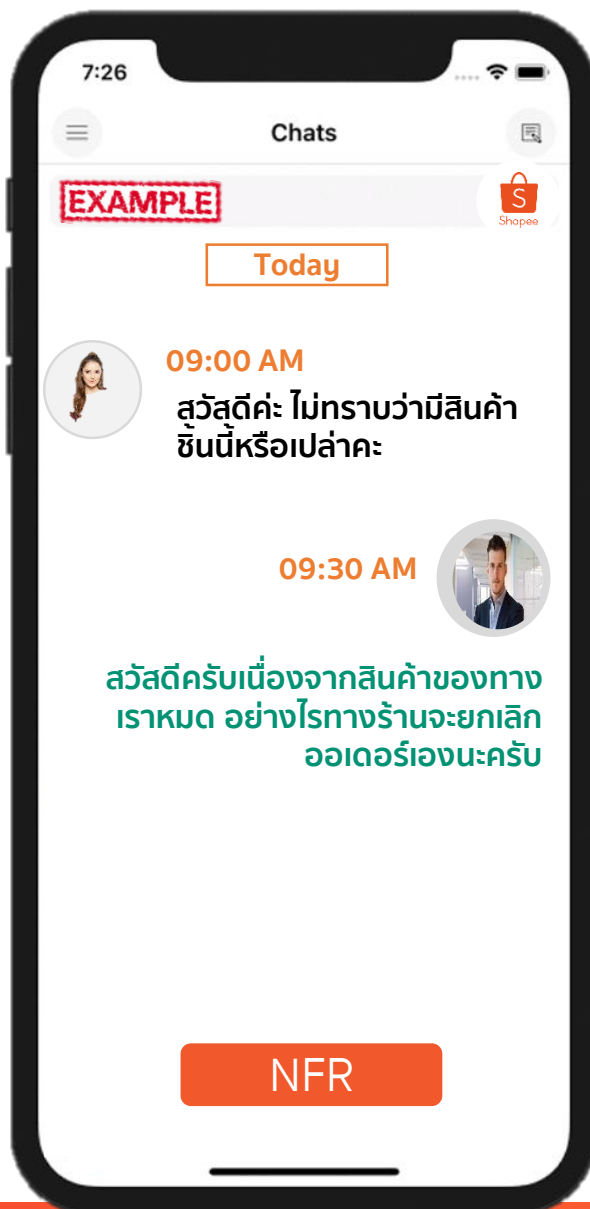 7:26
Chats
EXAMPLE
S
Shopee
Today
09:00 AM
สวัสดีค่ะ ไม่ทราบว่ามีสินค้า
ชิ้นนี้หรือเปล่าคะ
09:30 AM
สวัสดีครับเนื่องจากสินค้าของทาง
เราหมด อย่างไรทางร้านจะยกเลิก
ออเดอร์เองนะครับ
NFR